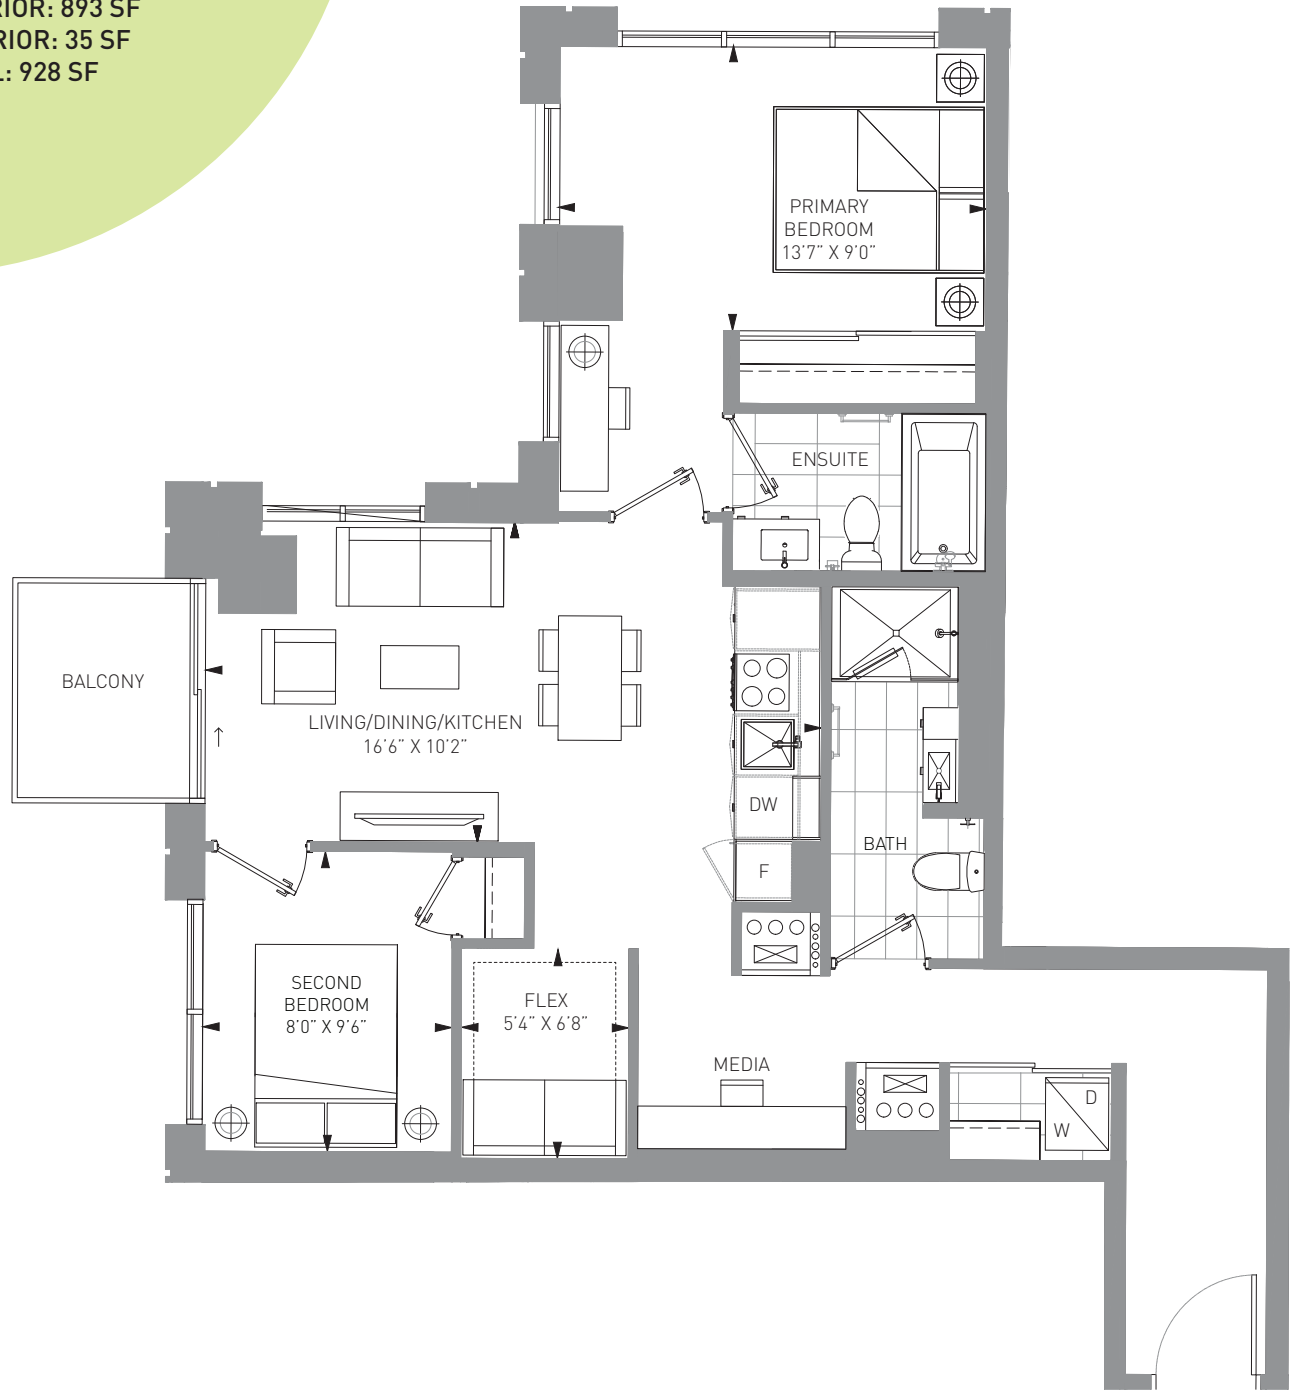 RIOR: 893 SF
RIOR: 35 SF
L: 928 SF
PRIMARY
BEDROOM
13'7" X 9'0"
ENSUITE
BALCONY
LIVING/DINING/KITCHEN
16'6" X 10'2"
DW
BATH
F
SECOND
BEDROOM
8'0" X 9'6"
FLEX
5'4" X 6'8"
MEDIA
D
W